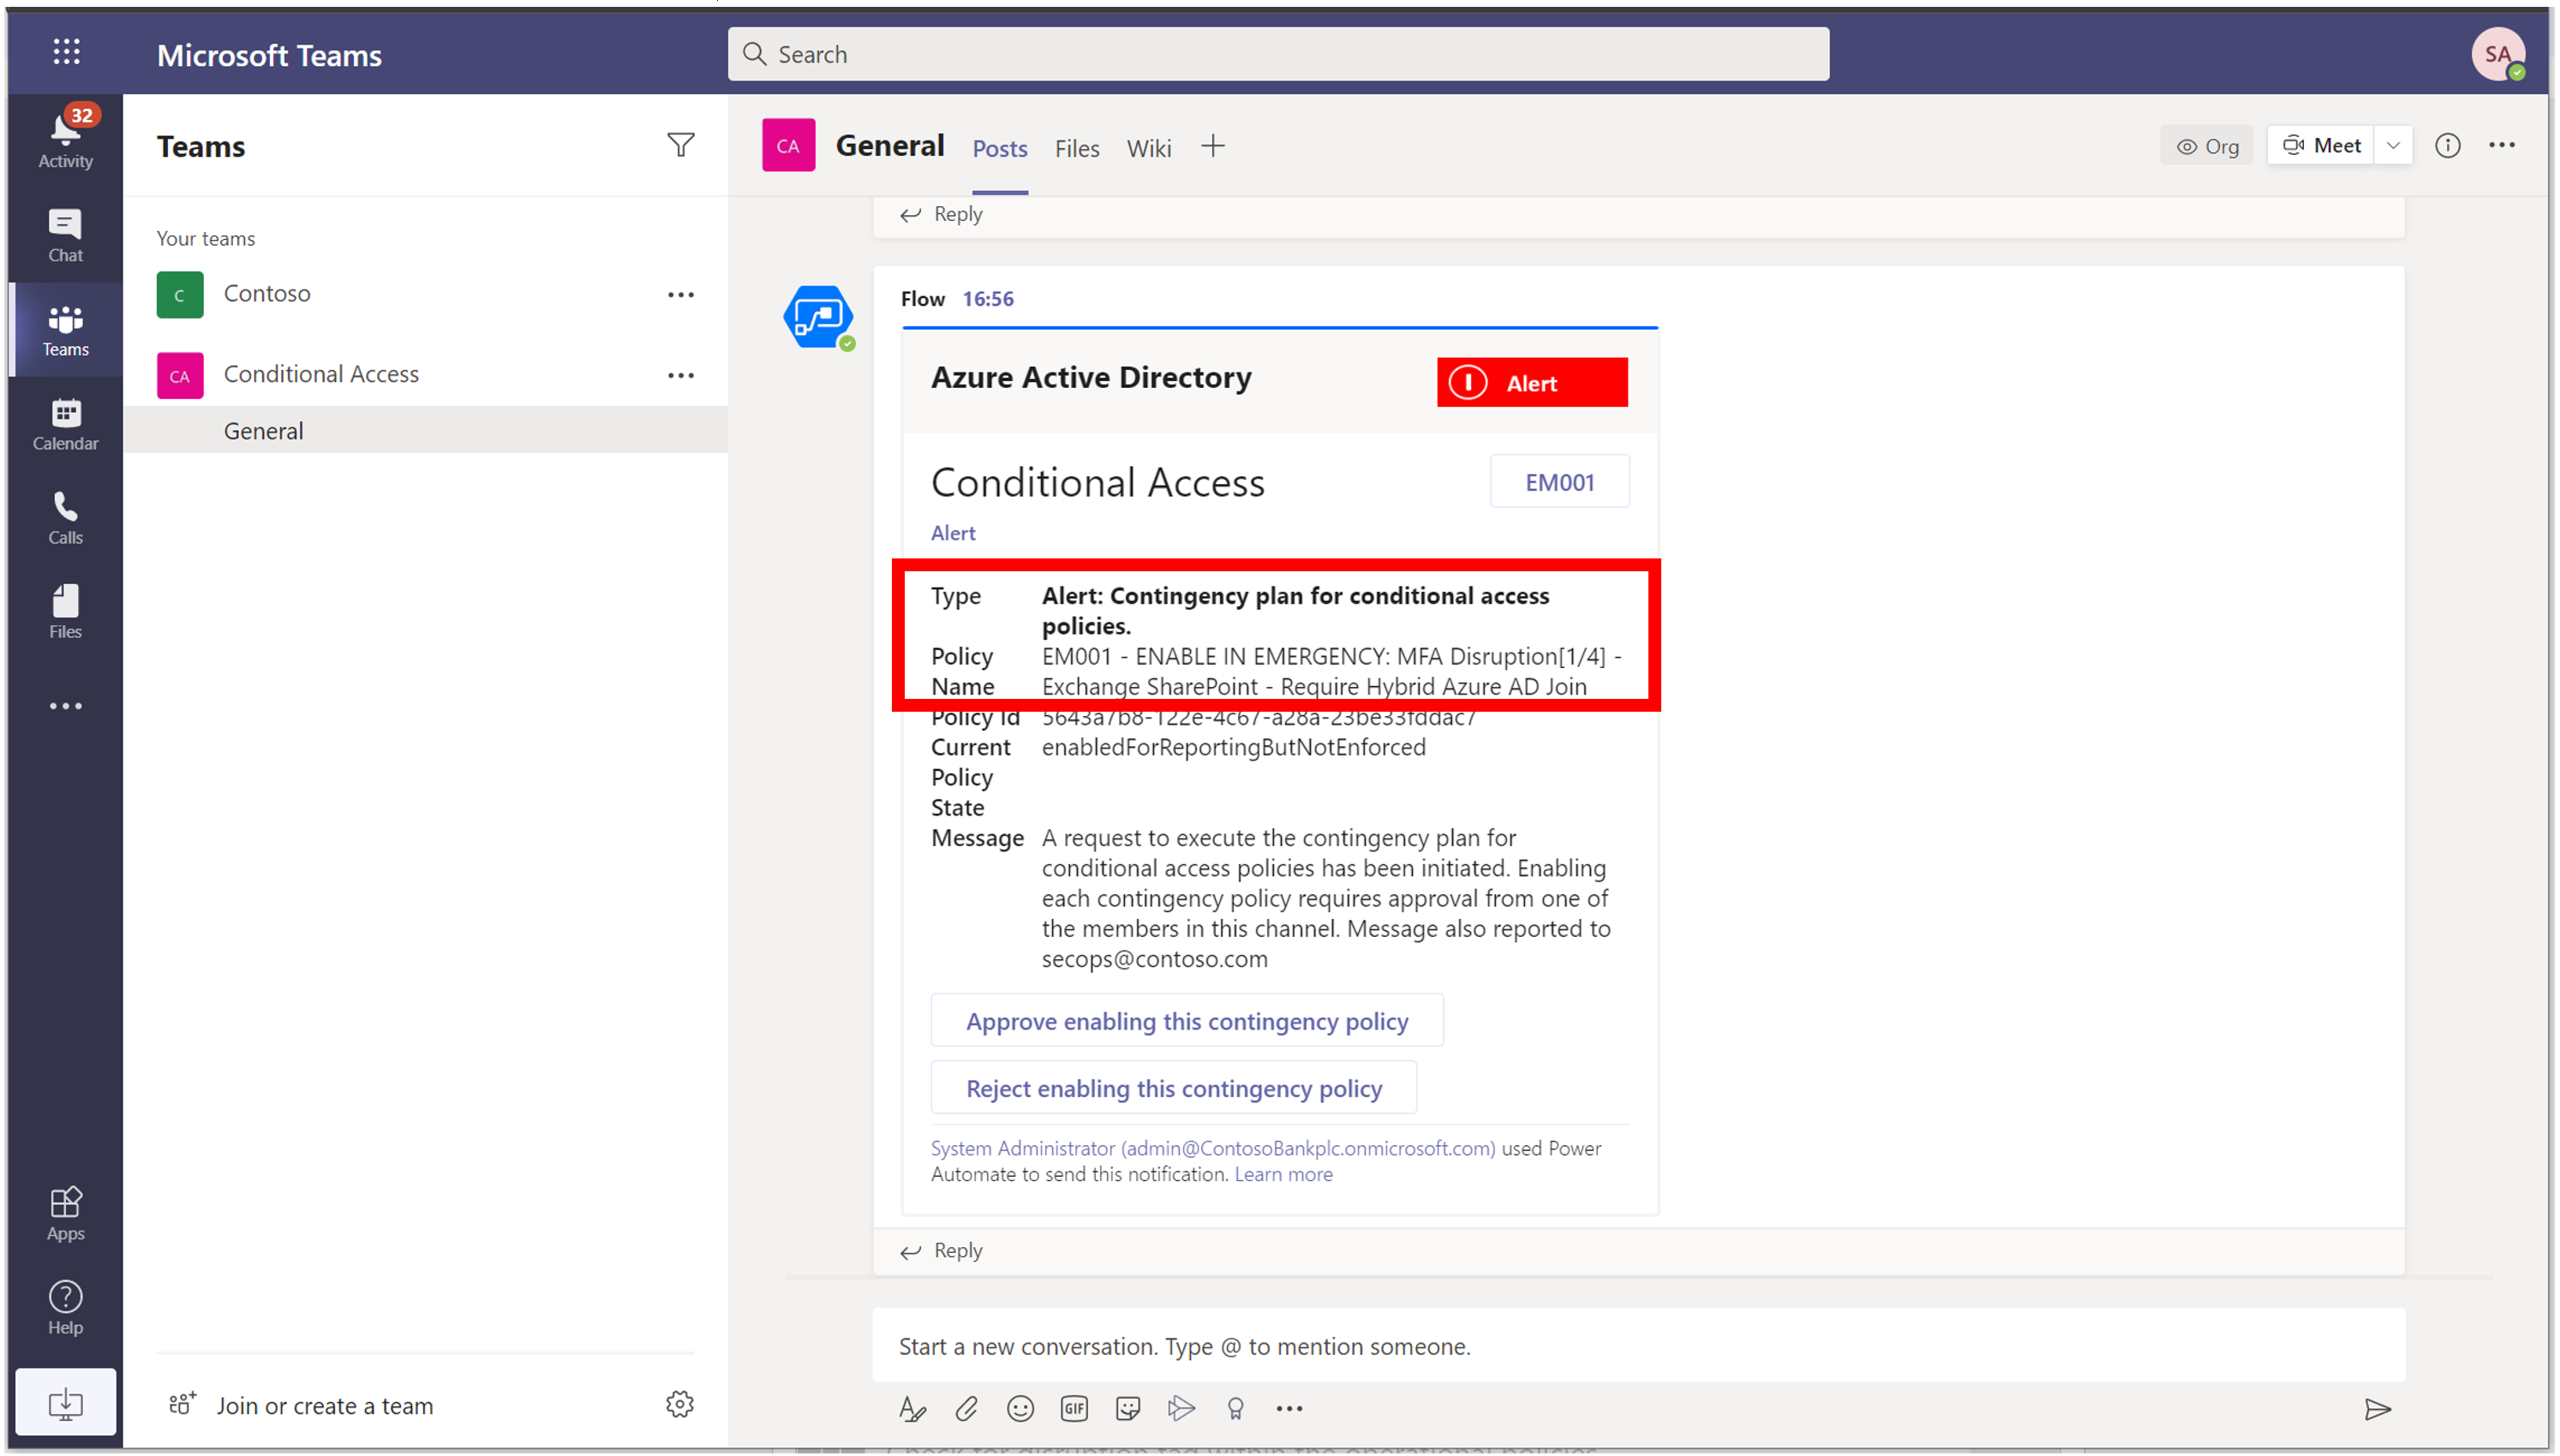 Microsoft Teams
Search
SA
32
Activity
Chat
Teams
Calendar
Calls
Files
Apps
Help
Teams
Your teams
C
Contoso
CA
Conditional Access
General
Join or create a team
CA
General
Posts
Files
Wiki
Org
Meet
Reply
Flow 16:56
Azure Active Directory
Alert
Conditional Access
EM001
Alert
Type Alert: Contingency plan for conditional access
policies.
Policy EM001 - ENABLE IN EMERGENCY: MFA Disruption[1/4] -
Name Exchange SharePoint - Require Hybrid Azure AD Join
Policy Id 5643a7b8-122e-4c67-a28a-23be33fddac7
Current enabledForReportingButNotEnforced
Policy
State
Message A request to execute the contingency plan for
conditional access policies has been initiated. Enabling
each contingency policy requires approval from one of
the members in this channel. Message also reported to
secops@contoso.com
Approve enabling this contingency policy
Reject enabling this contingency policy
System Administrator (admin@ContosoBankplc.onmicrosoft.com) used Power
Automate to send this notification. Learn more
Reply
Start a new conversation. Type @ to mention someone.
GIF